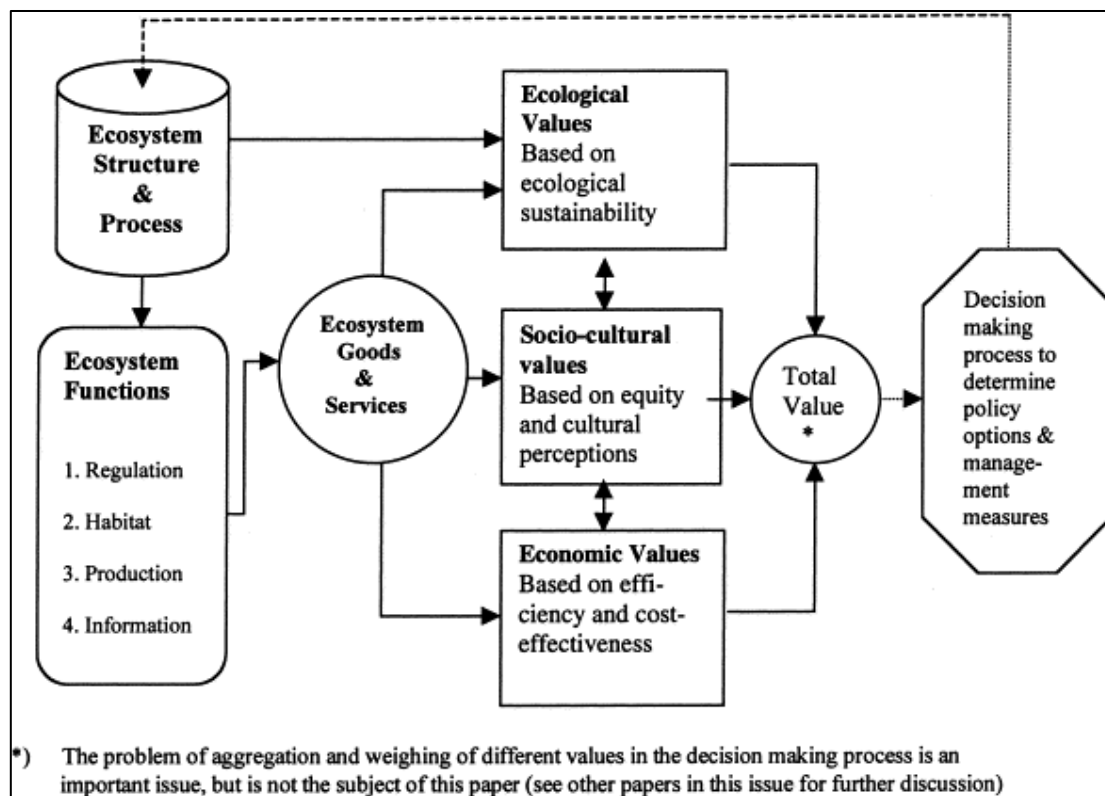 Ecosystem
Structure
&
Process
Ecosystem
Functions
1. Regulation
2. Habitat
3. Production
4. Information
Ecosystem
Goods
&
Services
Ecological
Values
Based on
ecological
sustainability
Socio-cultural
values
Based on equity
and cultural
perceptions
Economic Values
Based on effi-
ciency and cost-
effectiveness
Total
Value
*
Decision
making
process to
determine
policy
options &
manage-
ment
measures
*) The problem of aggregation and weighing of different values in the decision making process is an
important issue, but is not the subject of this paper (see other papers in this issue for further discussion)